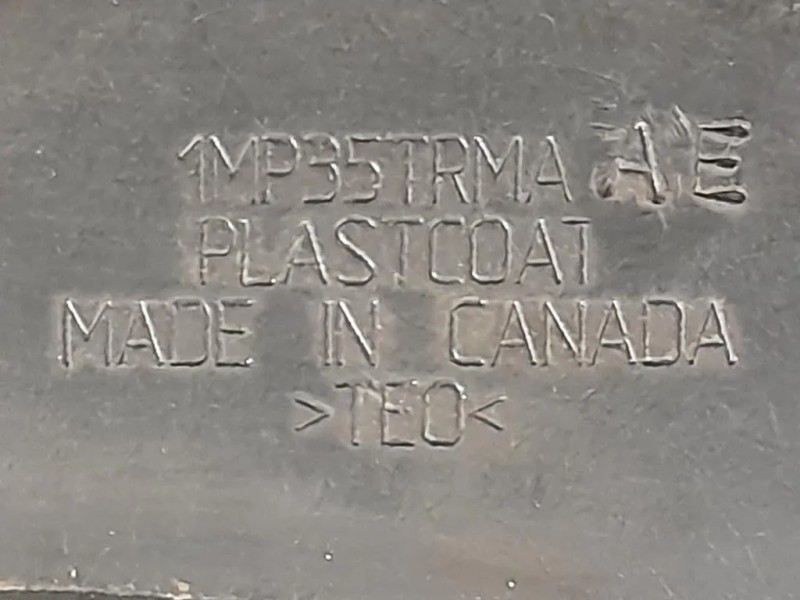 1MP35TRMA AE
PLASTCOAT
MADE IN CANADA
>TEO<